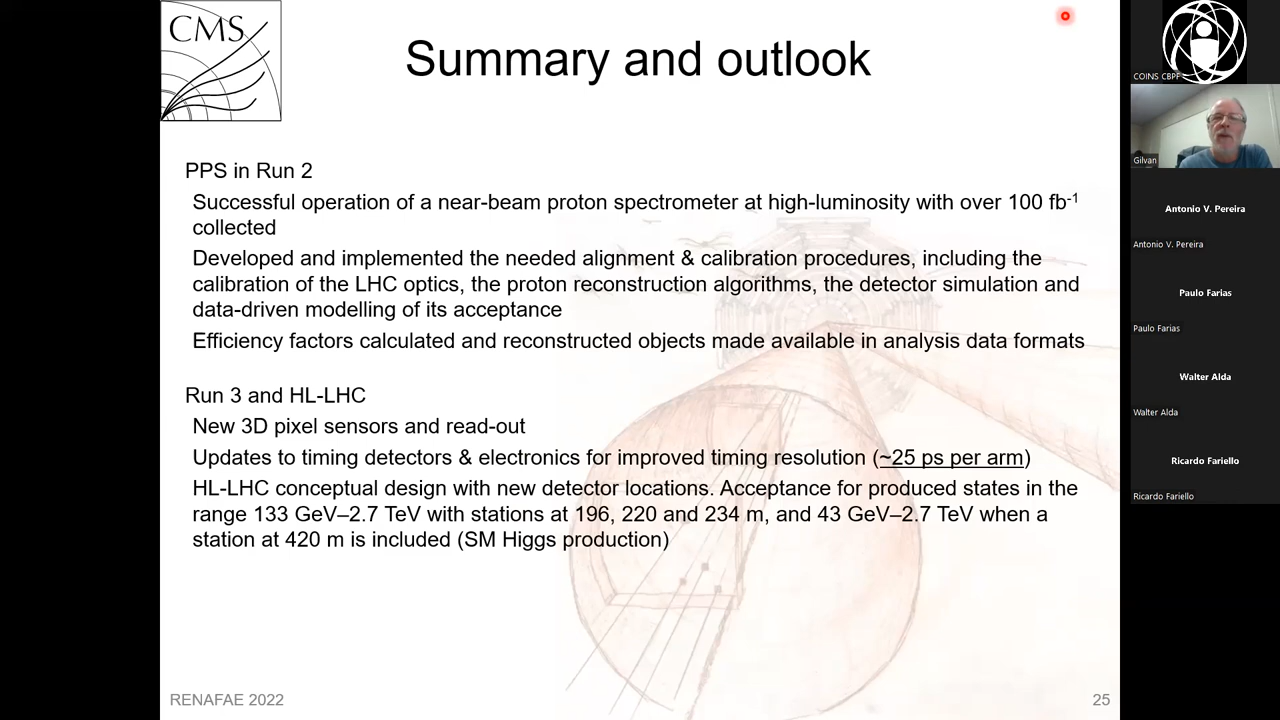 CMS
Summary and outlook
PPS in Run 2
Successful operation of a near-beam proton spectrometer at high-luminosity with over 100 fb-1
collected
Developed and implemented the needed alignment & calibration procedures, including the
calibration of the LHC optics, the proton reconstruction algorithms, the detector simulation and
data-driven modelling of its acceptance
Efficiency factors calculated and reconstructed objects made available in analysis data formats
Run 3 and HL-LHC
New 3D pixel sensors and read-out
Updates to timing detectors & electronics for improved timing resolution (~25 ps per arm)
HL-LHC conceptual design with new detector locations. Acceptance for produced states in the
range 133 GeV–2.7 TeV with stations at 196, 220 and 234 m, and 43 GeV–2.7 TeV when a
station at 420 m is included (SM Higgs production)
RENAFAE 2022
25
COINS CBPF
Gilvan
Antonio V. Pereira
Antonio V. Pereira
Paulo Farias
Paulo Farias
Walter Alda
Walter Alda
Ricardo Fariello
Ricardo Fariello